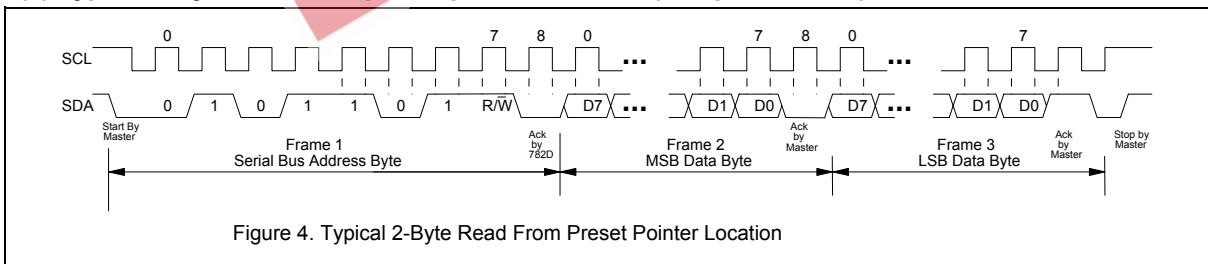 0 7 8 0 7 8 0 7
SCL ... ...
SDA 0 1 0 1 1 0 1 R/W D7 ... D1 D0 D7 ... D1 D0
Start By
Master
Frame 1
Serial Bus Address Byte
Ack
by
782D
Frame 2
MSB Data Byte
Ack
by
Master
Frame 3
LSB Data Byte
Ack
by
Master
Stop by
Master
Figure 4. Typical 2-Byte Read From Preset Pointer Location